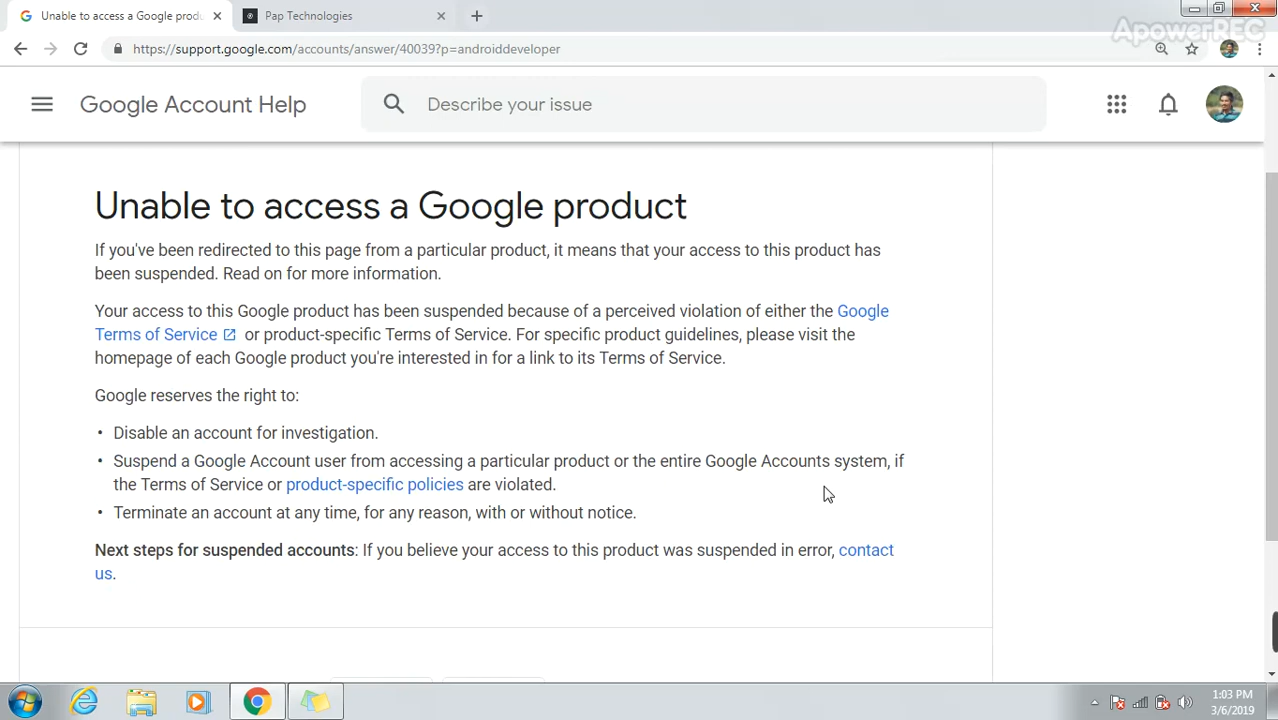 Unable to access a Google produ
Pap Technologies
ApowerREC
https://support.google.com/accounts/answer/40039?p=androiddeveloper
Google Account Help
Describe your issue
Unable to access a Google product
If you've been redirected to this page from a particular product, it means that your access to this product has
been suspended. Read on for more information.
Your access to this Google product has been suspended because of a perceived violation of either the Google
Terms of Service or product-specific Terms of Service. For specific product guidelines, please visit the
homepage of each Google product you're interested in for a link to its Terms of Service.
Google reserves the right to:
• Disable an account for investigation.
• Suspend a Google Account user from accessing a particular product or the entire Google Accounts system, if
the Terms of Service or product-specific policies are violated.
• Terminate an account at any time, for any reason, with or without notice.
Next steps for suspended accounts: If you believe your access to this product was suspended in error, contact
us.
1:03 PM
3/6/2019